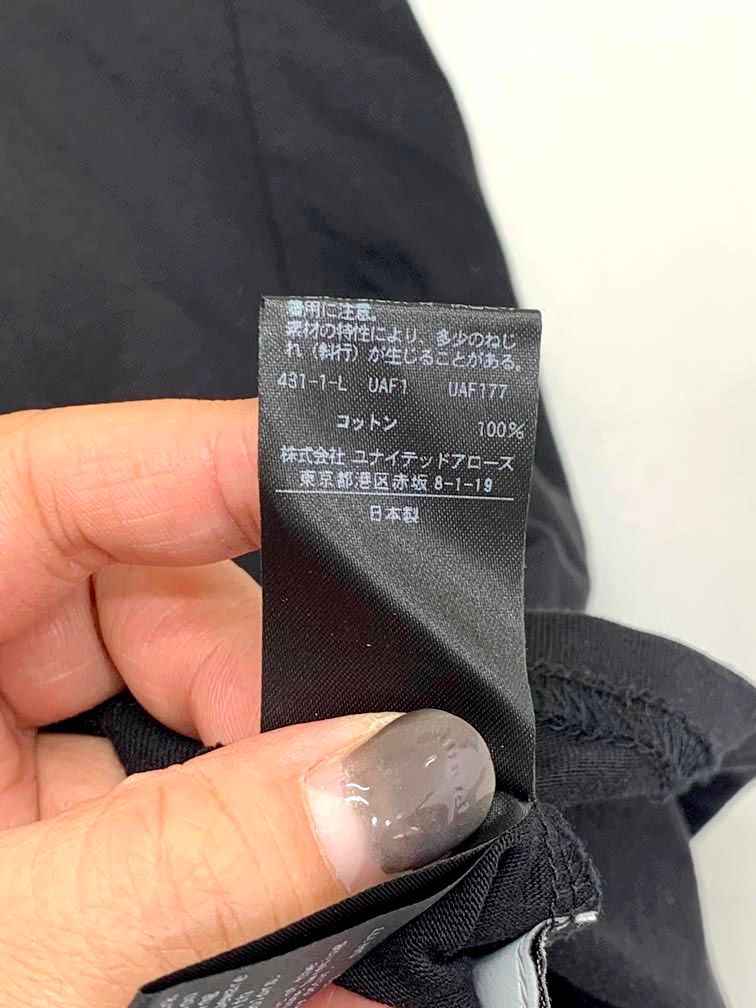 着用に注意。
素材の特性により、多少のねじ
れ（斜行）が生じることがある。
431-1-L UAF1 UAF177
コットン 100%
株式会社 ユナイテッドアローズ
東京都港区赤坂 8-1-19
日本製